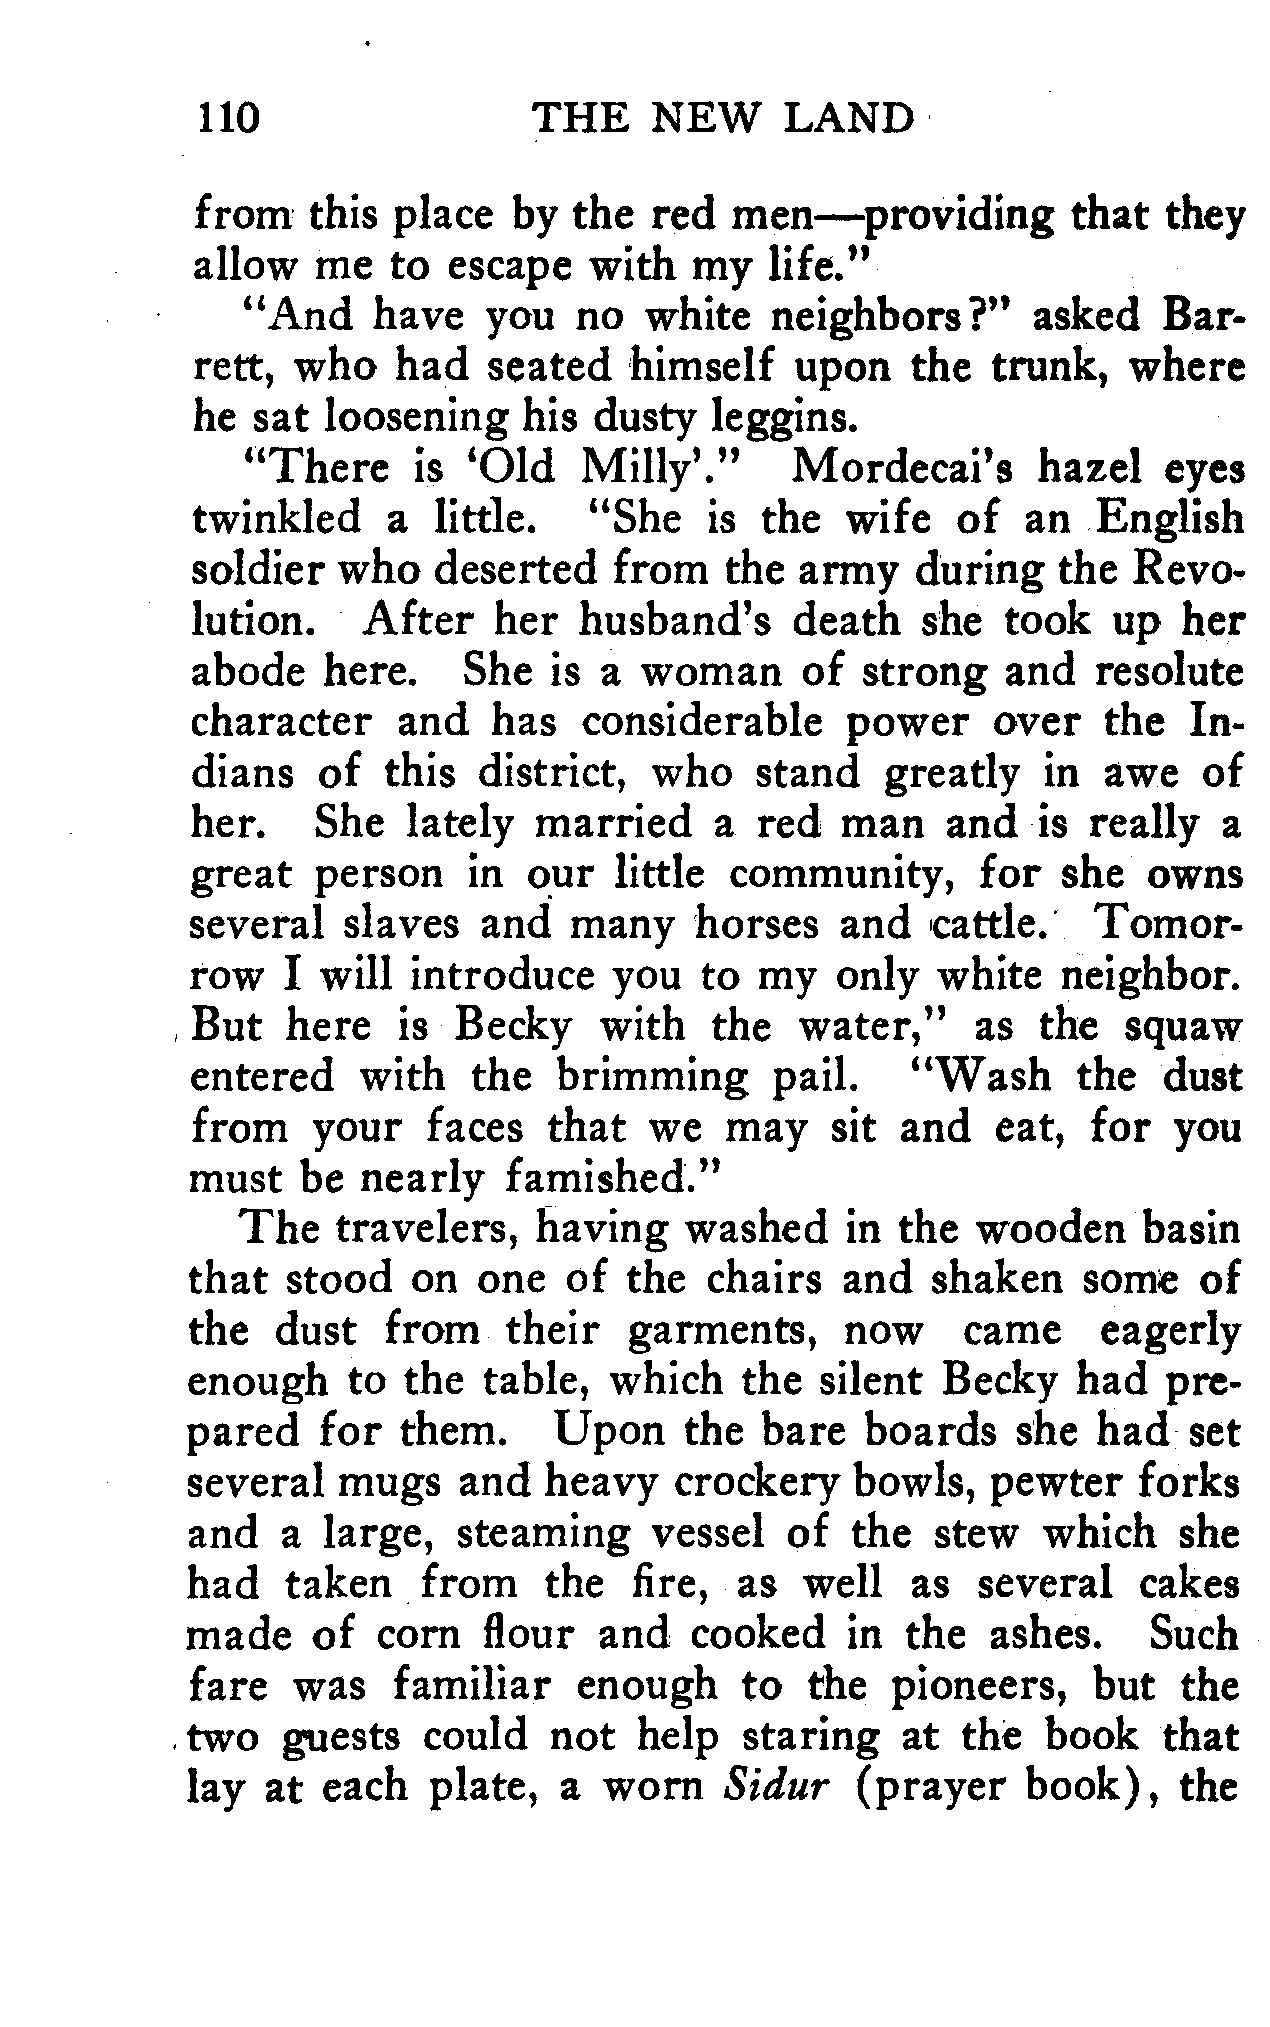 110 THE NEW LAND
from this place by the red men—providing that they
allow me to escape with my life."
"And have you no white neighbors?" asked Bar-
rett, who had seated himself upon the trunk, where
he sat loosening his dusty leggins.
"There is 'Old Milly'." Mordecai's hazel eyes
twinkled a little. "She is the wife of an English
soldier who deserted from the army during the Revo-
lution. After her husband's death she took up her
abode here. She is a woman of strong and resolute
character and has considerable power over the In-
dians of this district, who stand greatly in awe of
her. She lately married a red man and is really a
great person in our little community, for she owns
several slaves and many horses and cattle. Tomor-
row I will introduce you to my only white neighbor.
But here is Becky with the water," as the squaw
entered with the brimming pail. "Wash the dust
from your faces that we may sit and eat, for you
must be nearly famished."
The travelers, having washed in the wooden basin
that stood on one of the chairs and shaken some of
the dust from their garments, now came eagerly
enough to the table, which the silent Becky had pre-
pared for them. Upon the bare boards she had set
several mugs and heavy crockery bowls, pewter forks
and a large, steaming vessel of the stew which she
had taken from the fire, as well as several cakes
made of corn flour and cooked in the ashes. Such
fare was familiar enough to the pioneers, but the
two guests could not help staring at the book that
lay at each plate, a worn Sidur (prayer book), the